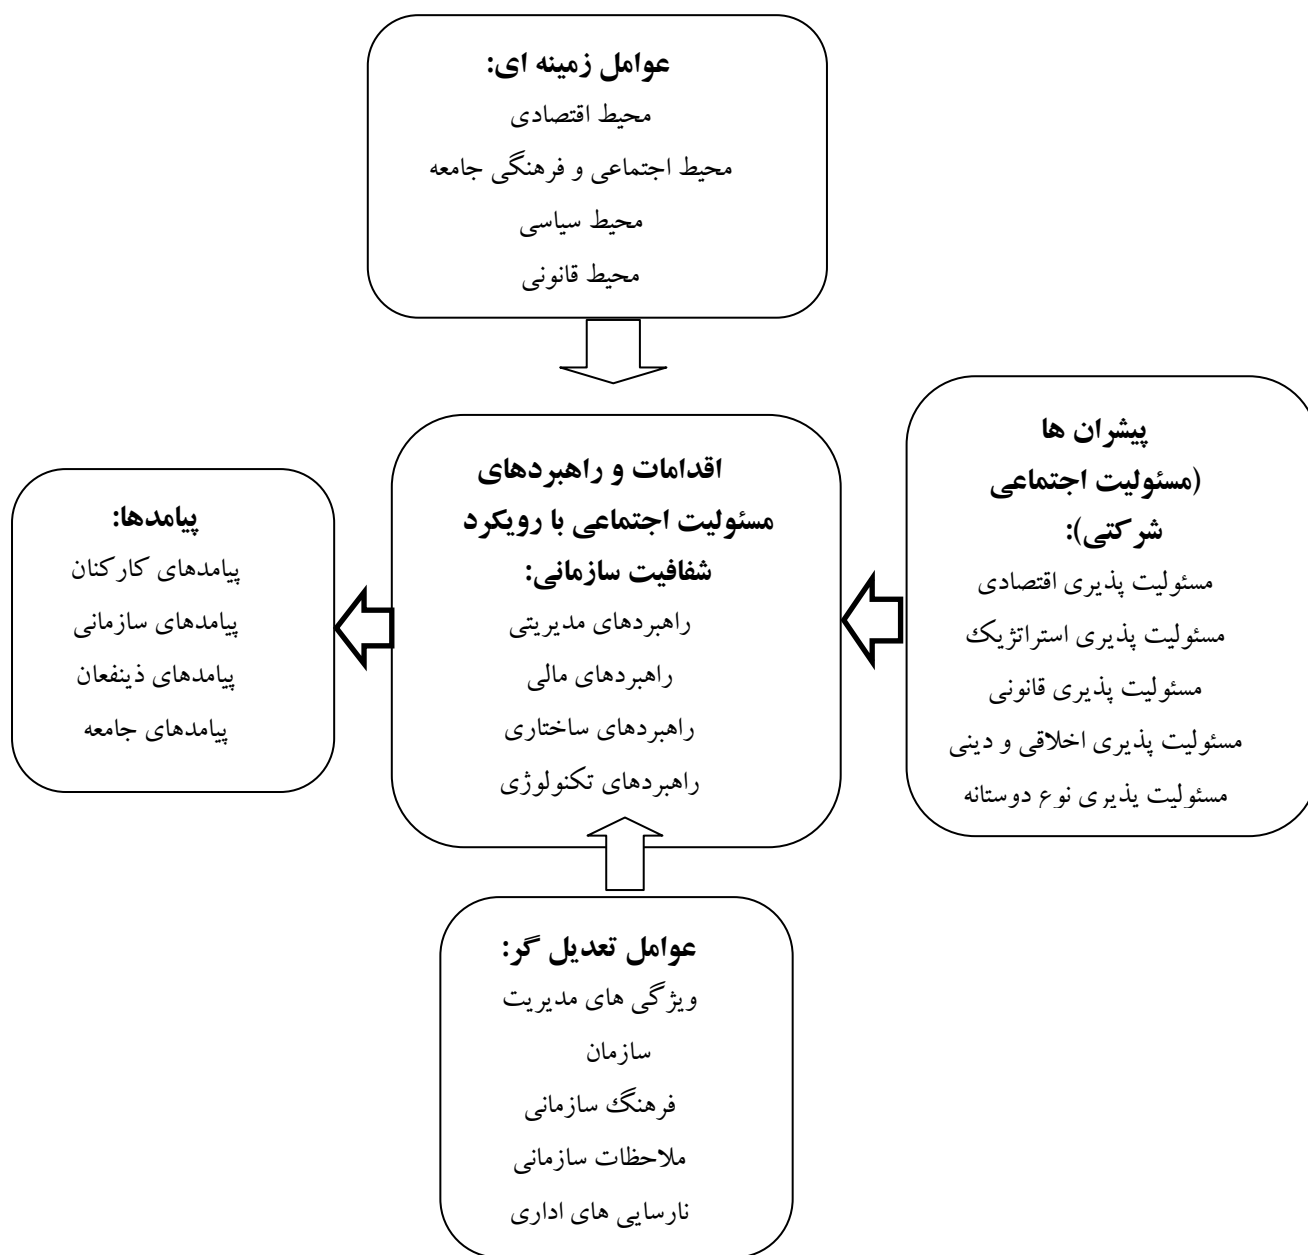 عوامل زمینه ای:
محیط اقتصادی
محیط اجتماعی و فرهنگی جامعه
محیط سیاسی
محیط قانونی
پیشران ها
(مسئولیت اجتماعی
شرکتی):
مسئولیت پذیری اقتصادی
مسئولیت پذیری استراتژیک
مسئولیت پذیری قانونی
مسئولیت پذیری اخلاقی و دینی
مسئولیت پذیری نوع دوستانه
اقدامات و راهبردهای
مسئولیت اجتماعی با رویکرد
شفافیت سازمانی:
راهبردهای مدیریتی
راهبردهای مالی
راهبردهای ساختاری
راهبردهای تکنولوژی
پیامدها:
پیامدهای کارکنان
پیامدهای سازمانی
پیامدهای ذینفعان
پیامدهای جامعه
عوامل تعدیل گر:
ویژگی های مدیریت
سازمان
فرهنگ سازمانی
ملاحظات سازمانی
نارسایی های اداری